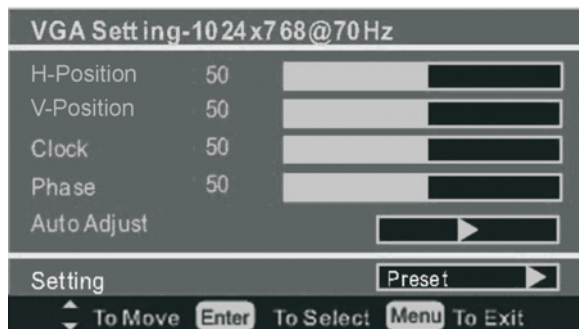 VGA Setting-1024x768@70Hz
H-Position 50
V-Position 50
Clock 50
Phase 50
Auto Adjust
Setting Preset
To Move Enter To Select Menu To Exit